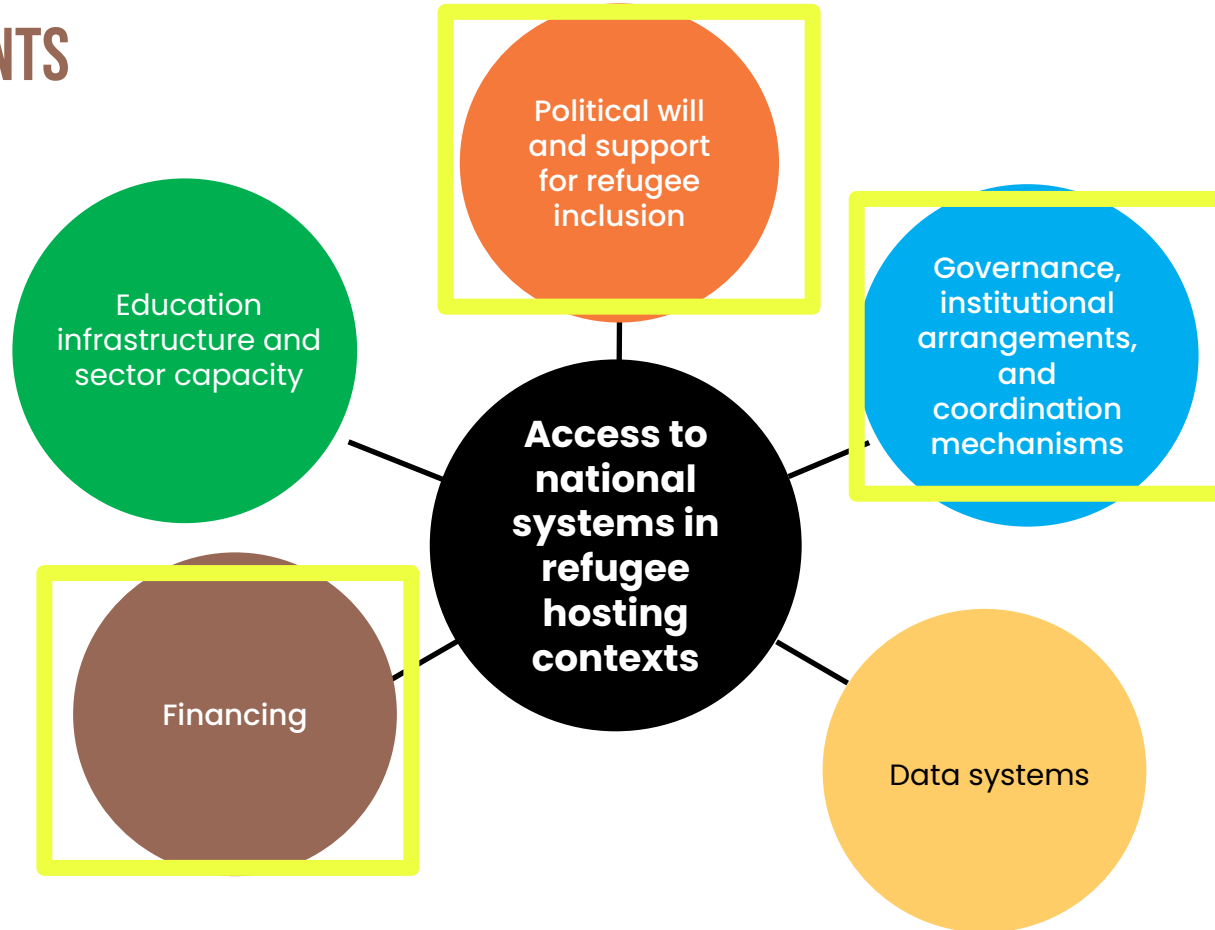 NTS
Political will
and support
for refugee
inclusion
Education
infrastructure and
sector capacity
Governance,
institutional
arrangements,
and
coordination
mechanisms
Access to
national
systems in
refugee
hosting
contexts
Financing
Data systems